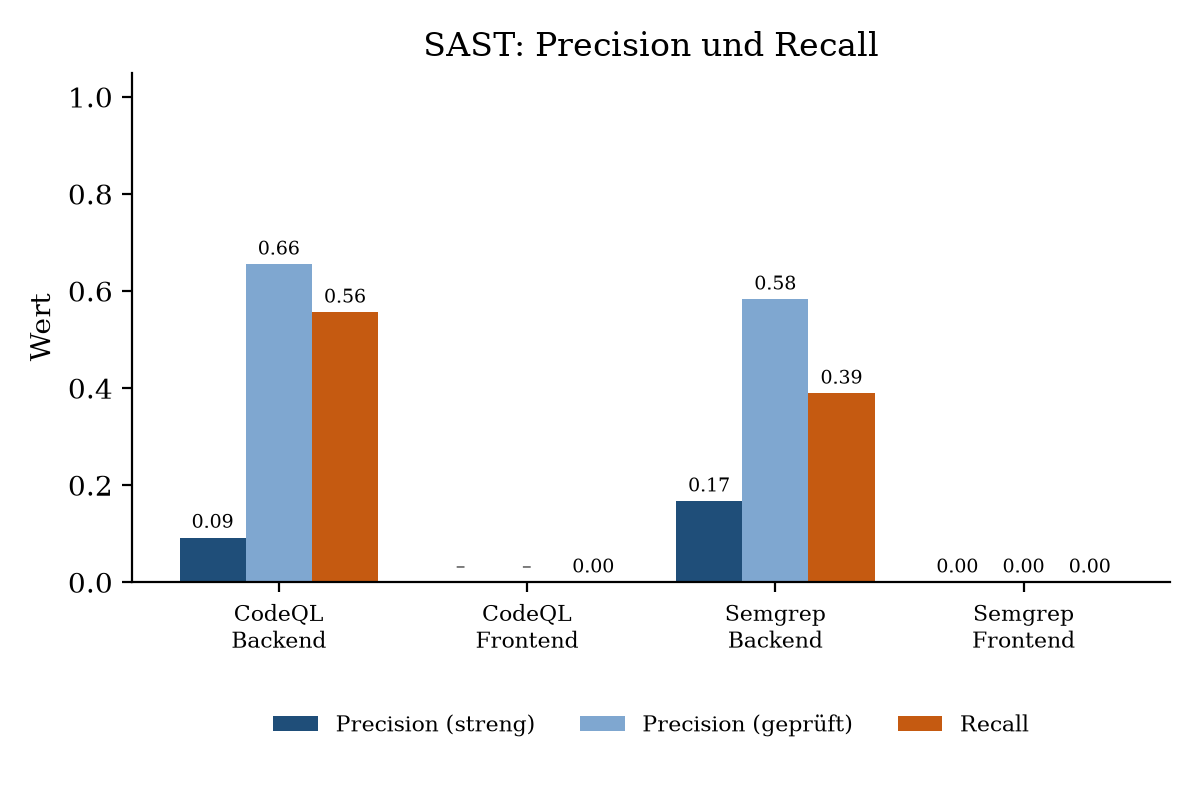 SAST: Precision und Recall
Wert
1.0
0.8
0.6
0.4
0.2
0.0
0.09
0.66
0.56
–
–
0.00
0.17
0.58
0.39
0.00
0.00
0.00
CodeQL
Backend
CodeQL
Frontend
Semgrep
Backend
Semgrep
Frontend
Precision (streng)
Precision (geprüft)
Recall